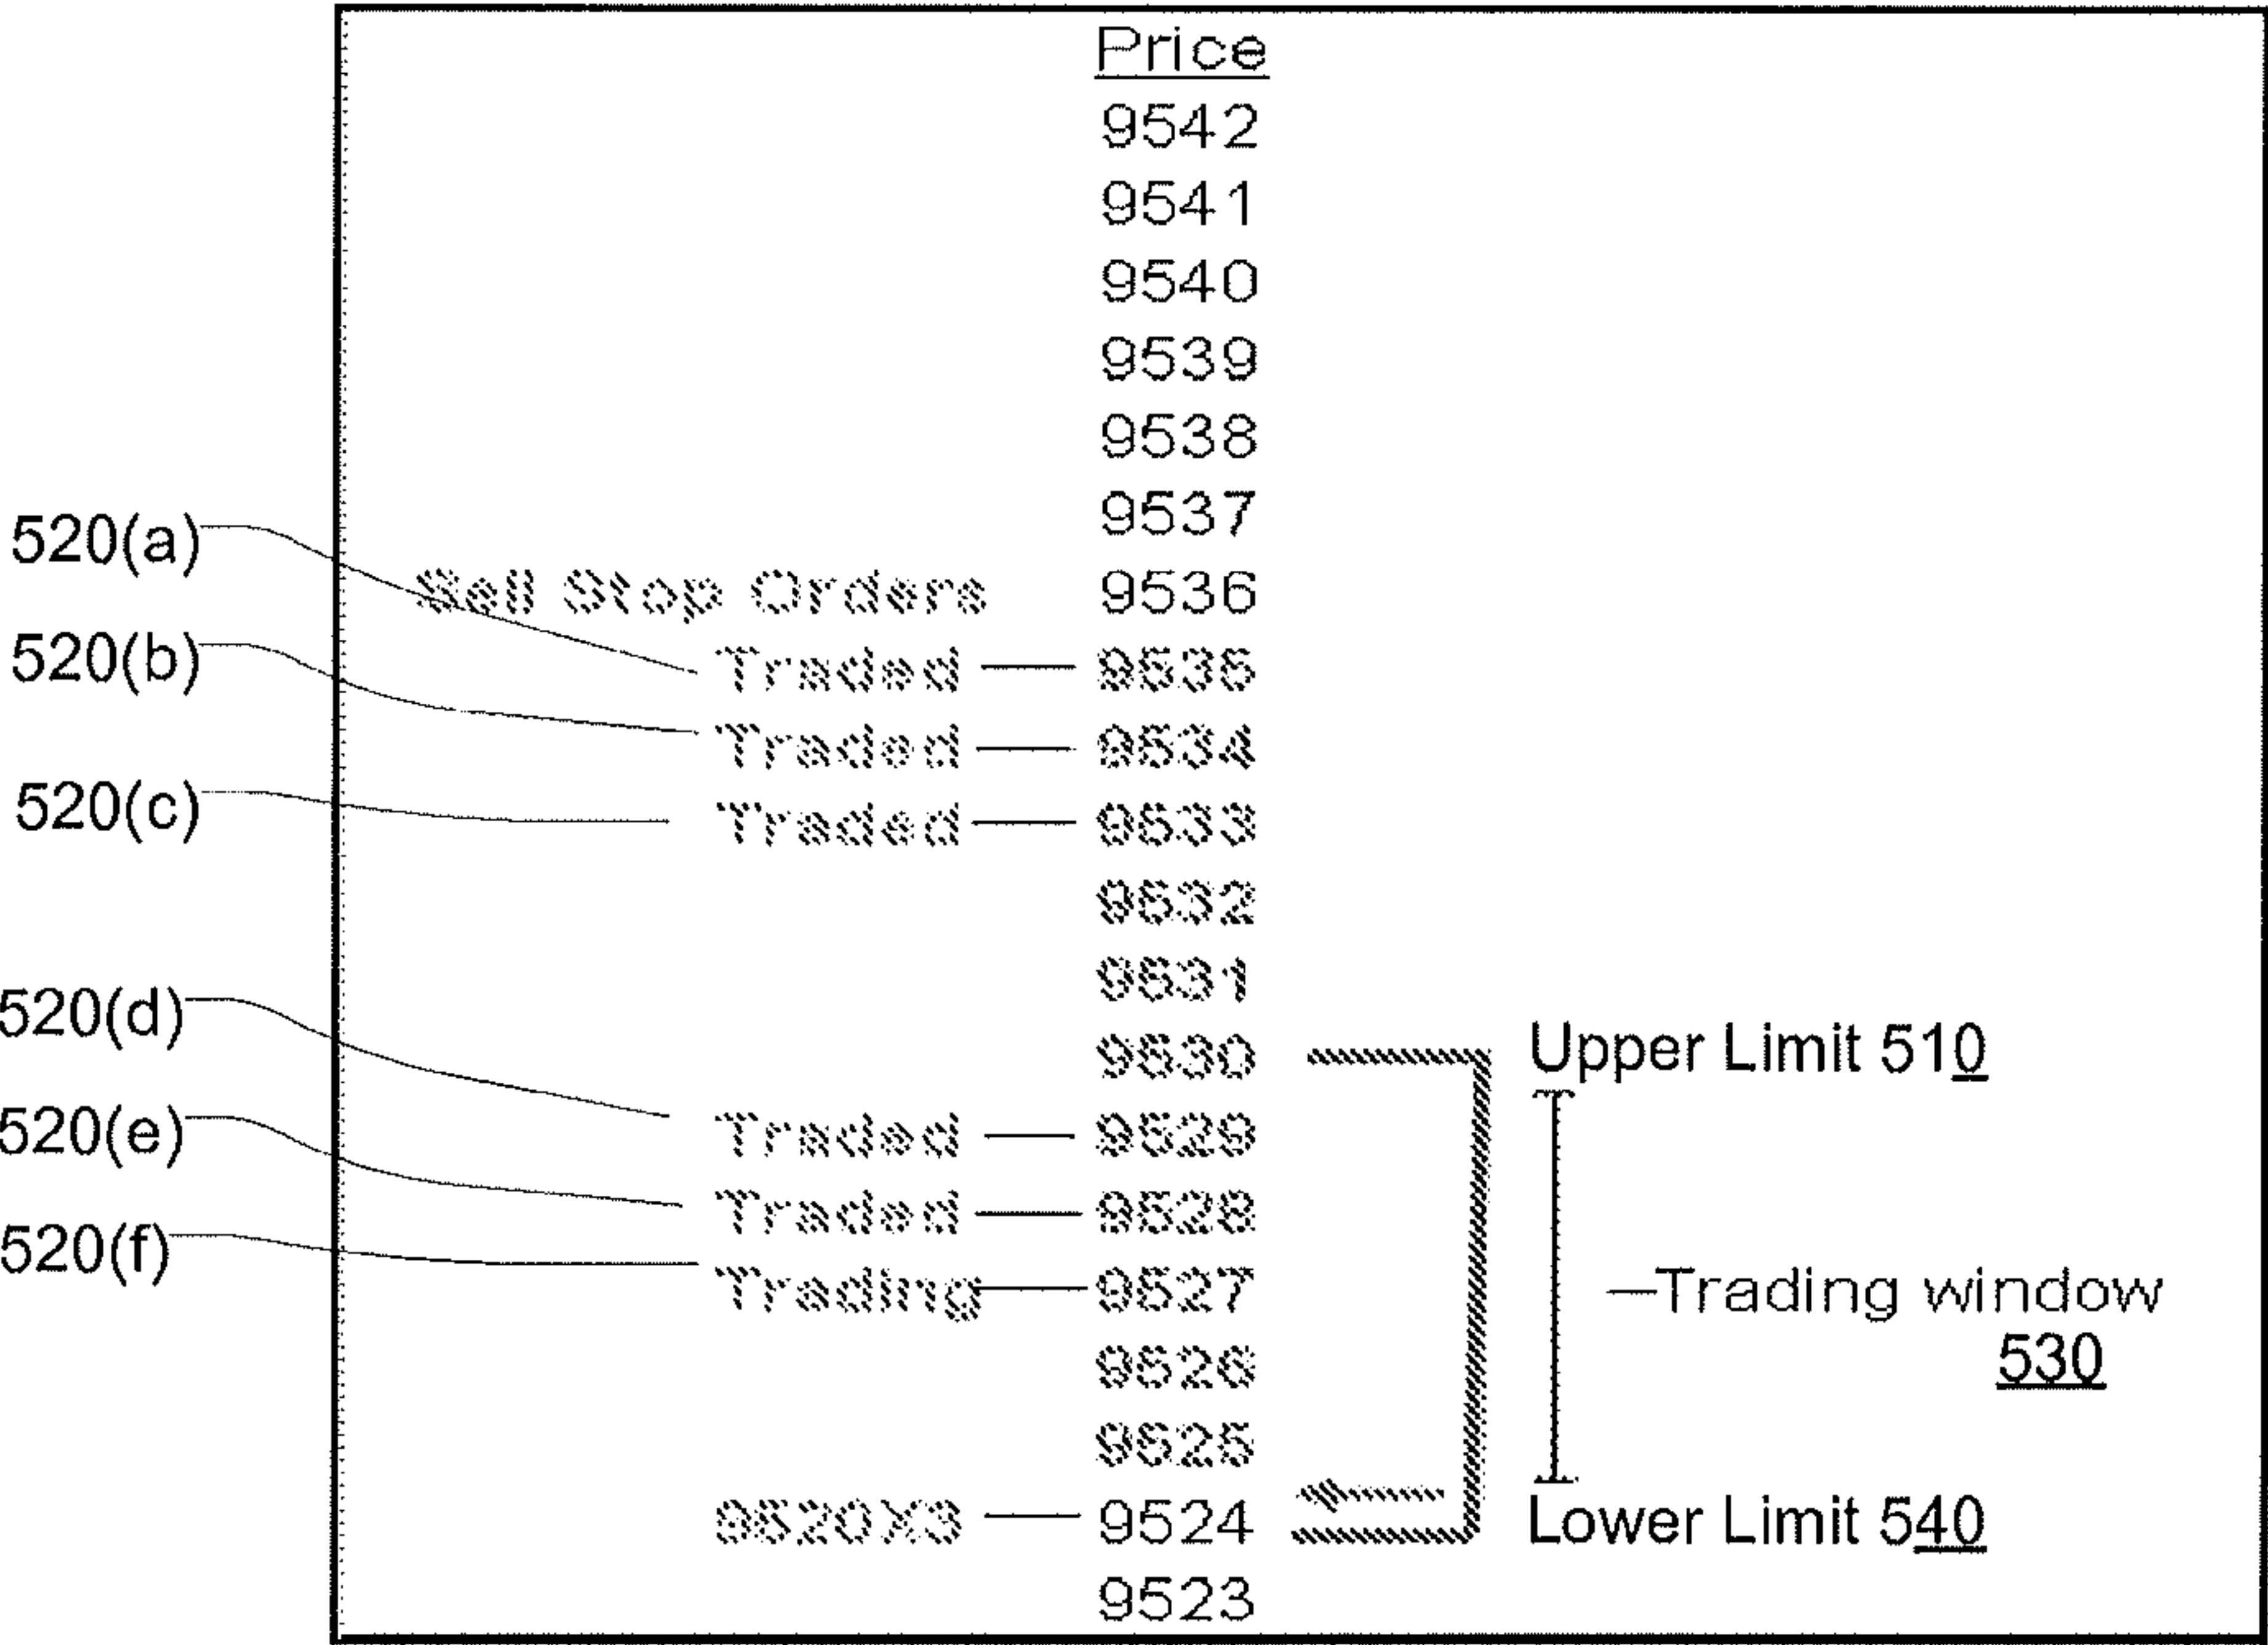 Price
9542
9541
9540
9539
9538
9537
520(a)
Sell Stop Orders 9536
520(b) Traded 9535
Traded 9534
520(c) Traded 9533
9532
9531
520(d) 9530 Upper Limit 510
520(e) Traded 9529
Traded 9528
520(f) Trading 9527 Trading window
9526 530
9525
9520X3 9524 Lower Limit 540
9523